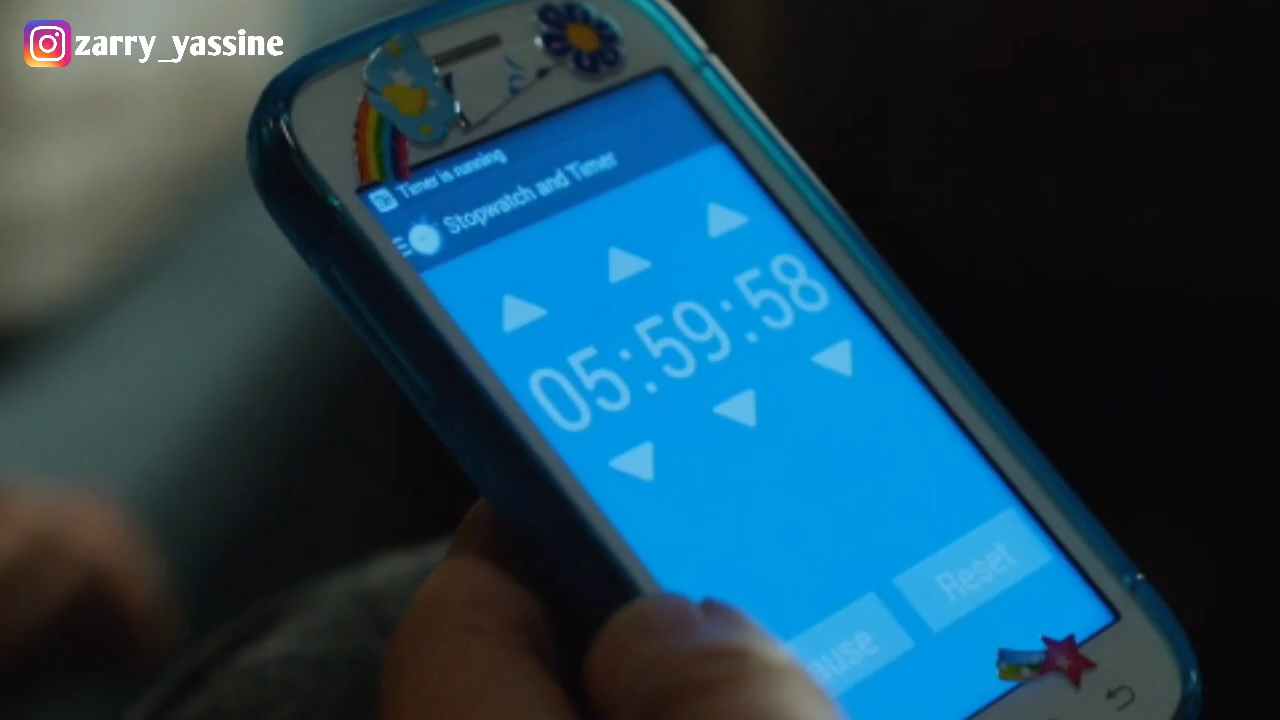 zarry_yassine
Timer is running
Stopwatch and Timer
05:59:58
Reset